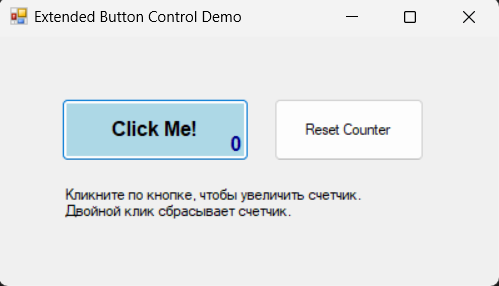 Extended Button Control Demo
Click Me!
0
Reset Counter
Кликните по кнопке, чтобы увеличить счетчик.
Двойной клик сбрасывает счетчик.